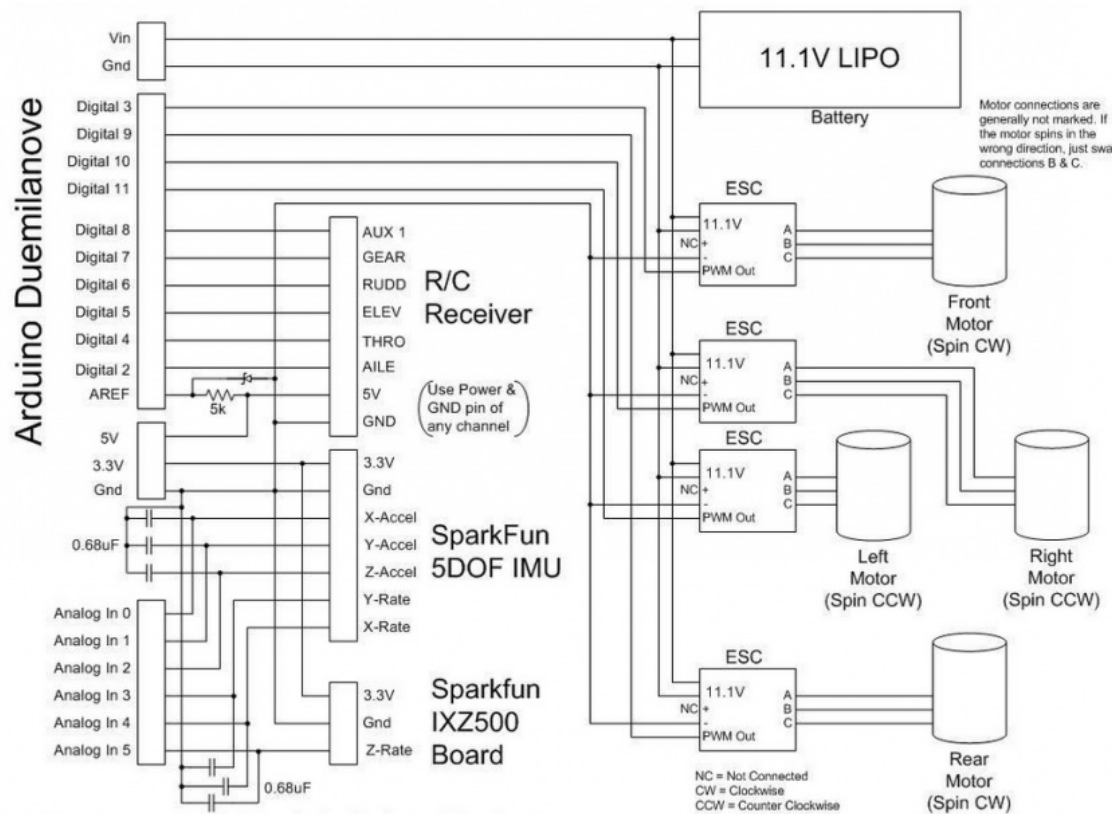 Arduino Duemilanove
Vin
Gnd
Digital 3
Digital 9
Digital 10
Digital 11
Digital 8
Digital 7
Digital 6
Digital 5
Digital 4
Digital 2
AREF
5k
5V
3.3V
Gnd
0.68uF
Analog In 0
Analog In 1
Analog In 2
Analog In 3
Analog In 4
Analog In 5
0.68uF
AUX 1
GEAR
RUDD
ELEV
THRO
AILE
5V
GND
R/C
Receiver
(Use Power &
GND pin of
any channel)
3.3V
Gnd
X-Accel
Y-Accel
Z-Accel
Y-Rate
X-Rate
SparkFun
5DOF IMU
3.3V
Gnd
Z-Rate
Sparkfun
IXZ500
Board
11.1V LIPO
Battery
Motor connections are
generally not marked. If
the motor spins in the
wrong direction, just swa
connections B & C.
ESC
11.1V
NC +
-
PWM Out
A
B
C
Front
Motor
(Spin CW)
ESC
11.1V
NC +
-
PWM Out
A
B
C
ESC
11.1V
NC +
-
PWM Out
A
B
C
Left
Motor
(Spin CCW)
Right
Motor
(Spin CCW)
ESC
11.1V
NC +
-
PWM Out
A
B
C
Rear
Motor
(Spin CW)
NC = Not Connected
CW = Clockwise
CCW = Counter Clockwise